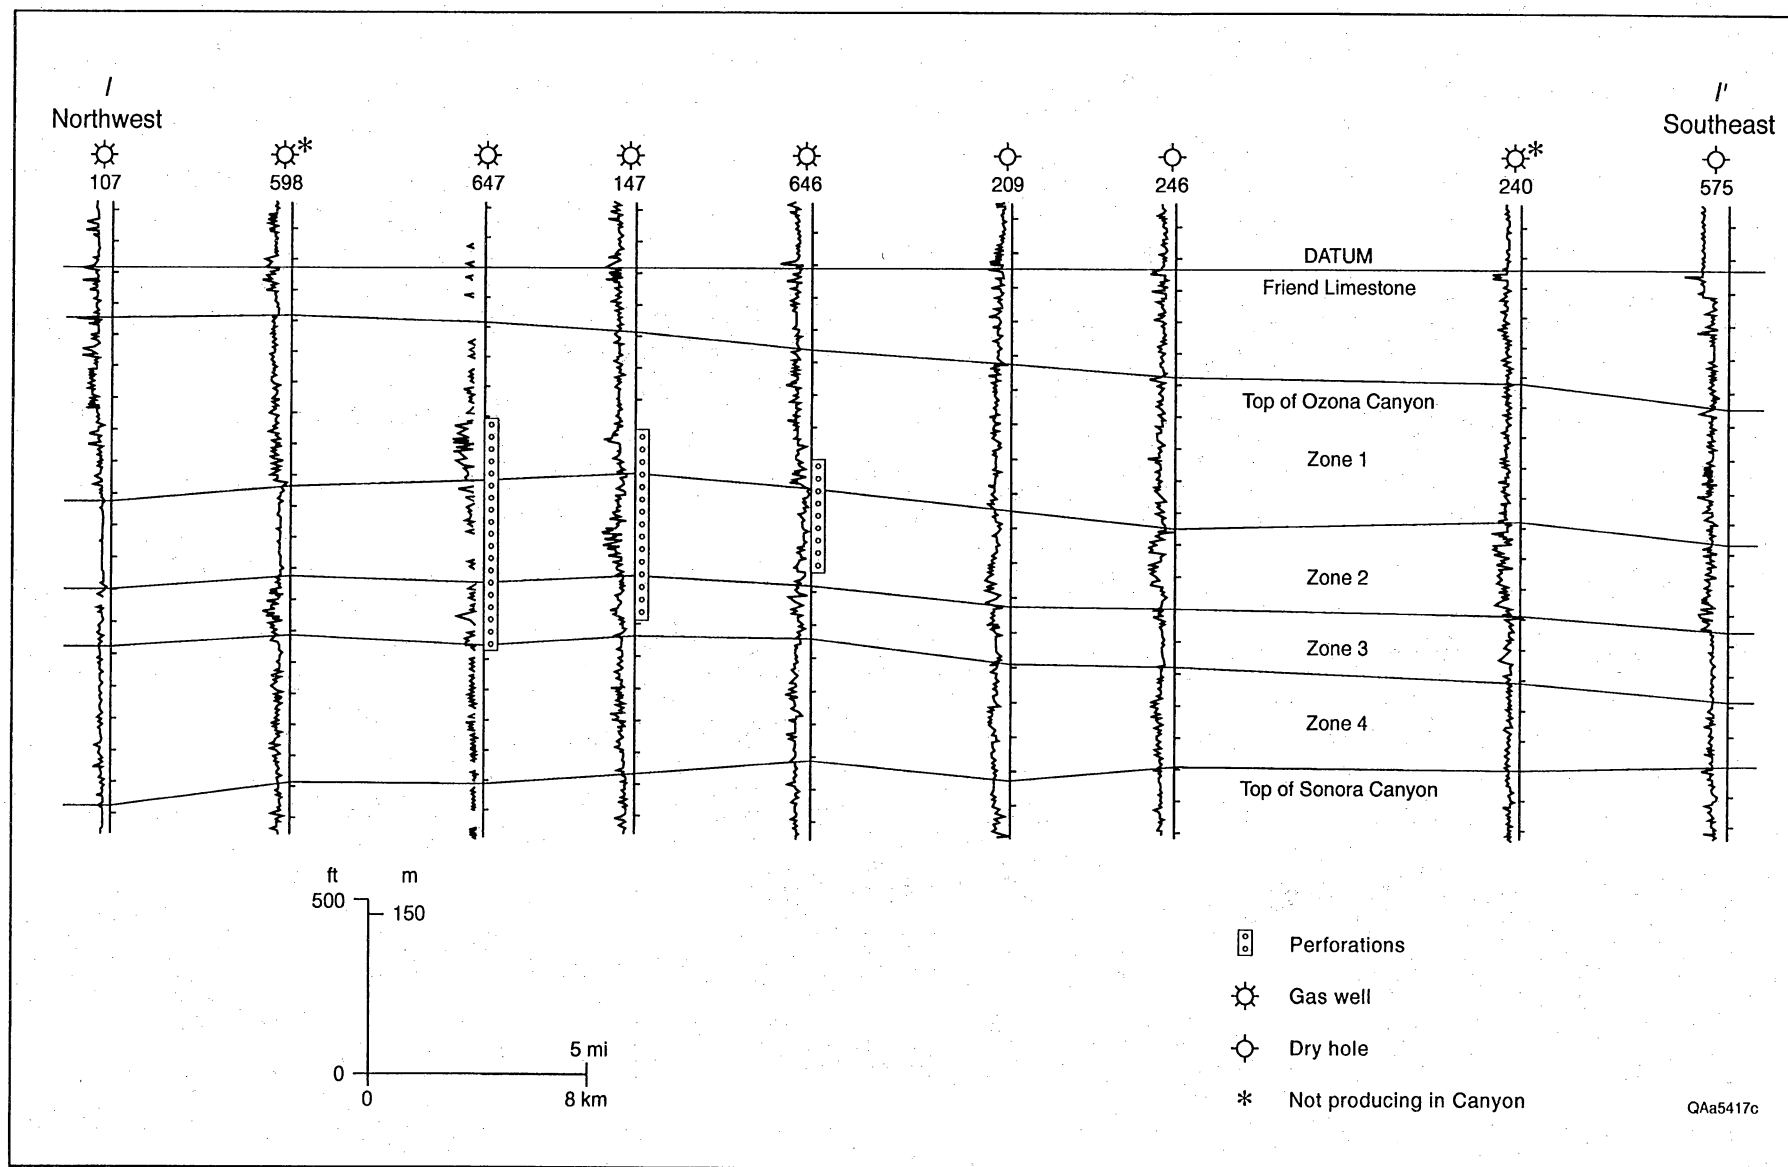 I
Northwest
I'
Southeast
*
*
107
598
647
147
646
209
246
240
575
DATUM
Friend Limestone
Top of Ozona Canyon
Zone 1
Zone 2
Zone 3
Zone 4
Top of Sonora Canyon
ft m
500 150
5 mi
0
0 8 km
Perforations
Gas well
Dry hole
* Not producing in Canyon
QAa5417c